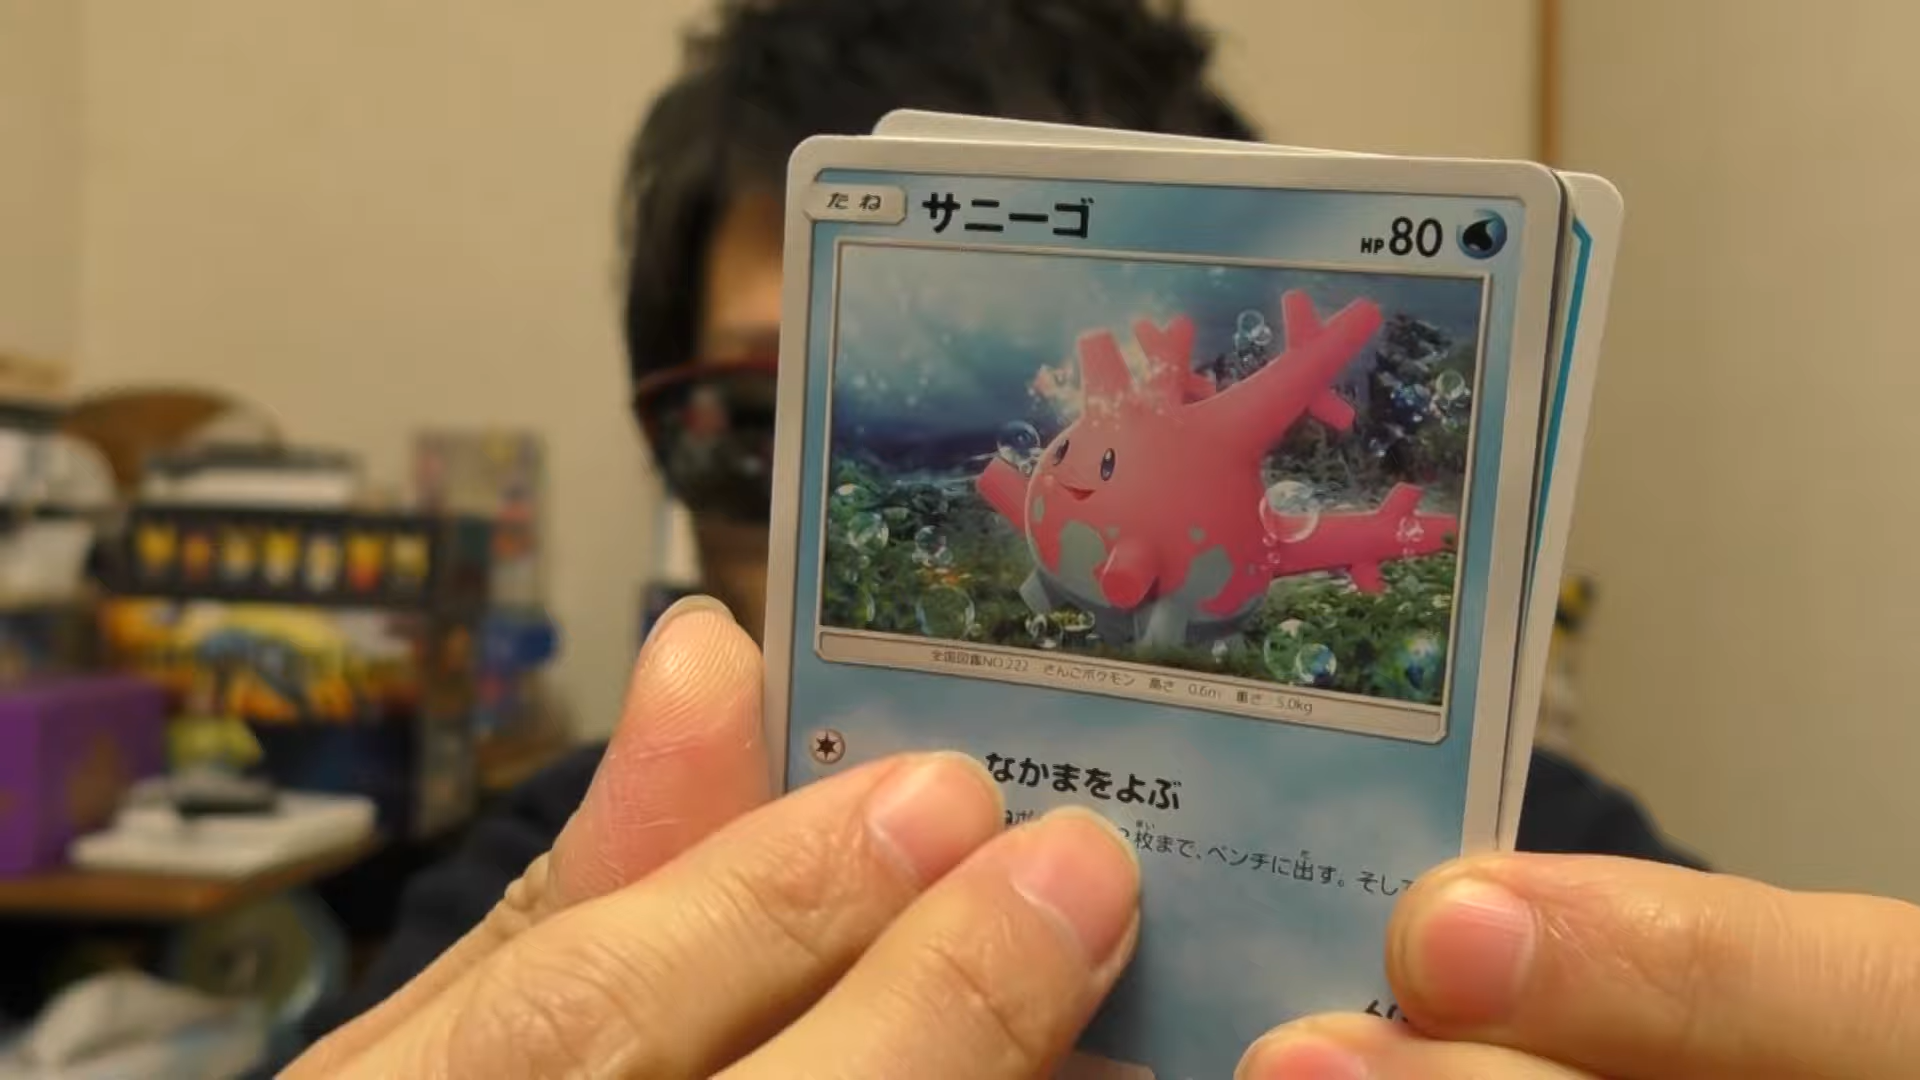 たね サニーゴ HP 80
全国図鑑NO.222 さんごポケモン 高さ 0.6m 重さ 5.0kg
なかまをよぶ
枚まで、ベンチに出す。そして